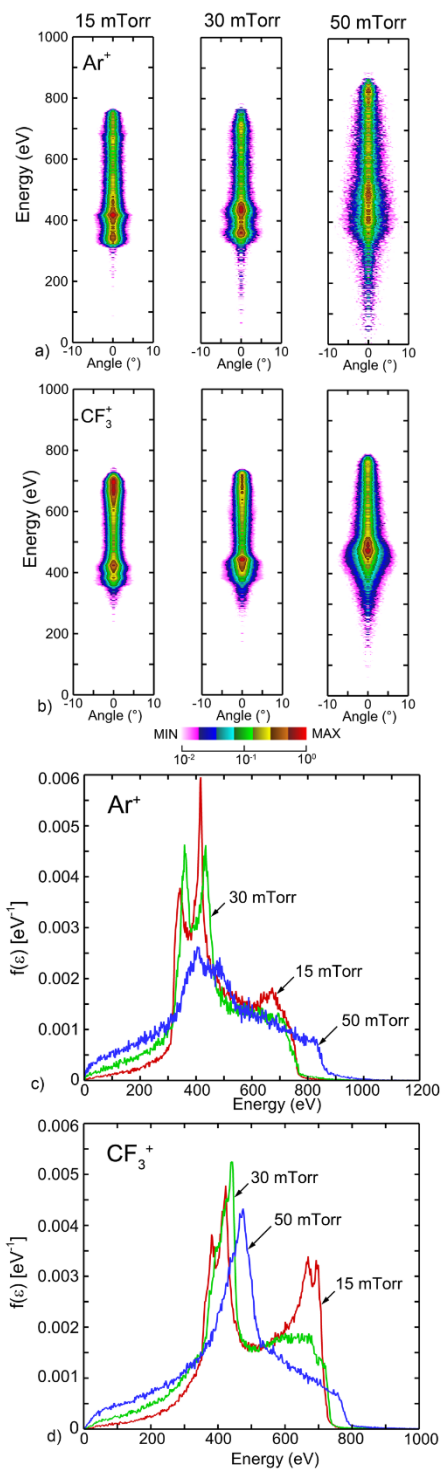 15 mTorr 30 mTorr 50 mTorr
1000
Ar+
800
600
400
200
0
Energy (eV)
a)
-10 0 10 -10 0 10 -10 0 10
Angle (°) Angle (°) Angle (°)
1000
CF3+
800
600
400
200
0
Energy (eV)
b)
-10 0 10 -10 0 10 -10 0 10
Angle (°) Angle (°) Angle (°)
MIN MAX
10-2 10-1 100
0.006
Ar+
0.005
0.004
30 mTorr
0.003
15 mTorr
0.002
50 mTorr
0.001
0
f(ε) [eV-1]
c)
0 200 400 600 800 1000 1200
Energy (eV)
0.006
CF3+
30 mTorr
0.005
50 mTorr
0.004
15 mTorr
0.003
0.002
0.001
0
f(ε) [eV-1]
d)
0 200 400 600 800 1000
Energy (eV)